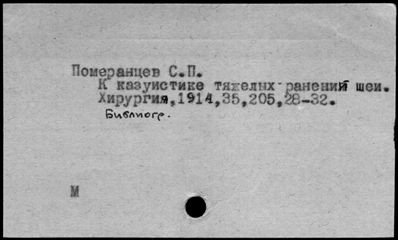 Померанцев С.П.
К казуистике тяжелых ранений шеи.
Хирургия,1914,35,205,28-32.
Библиогр.
М